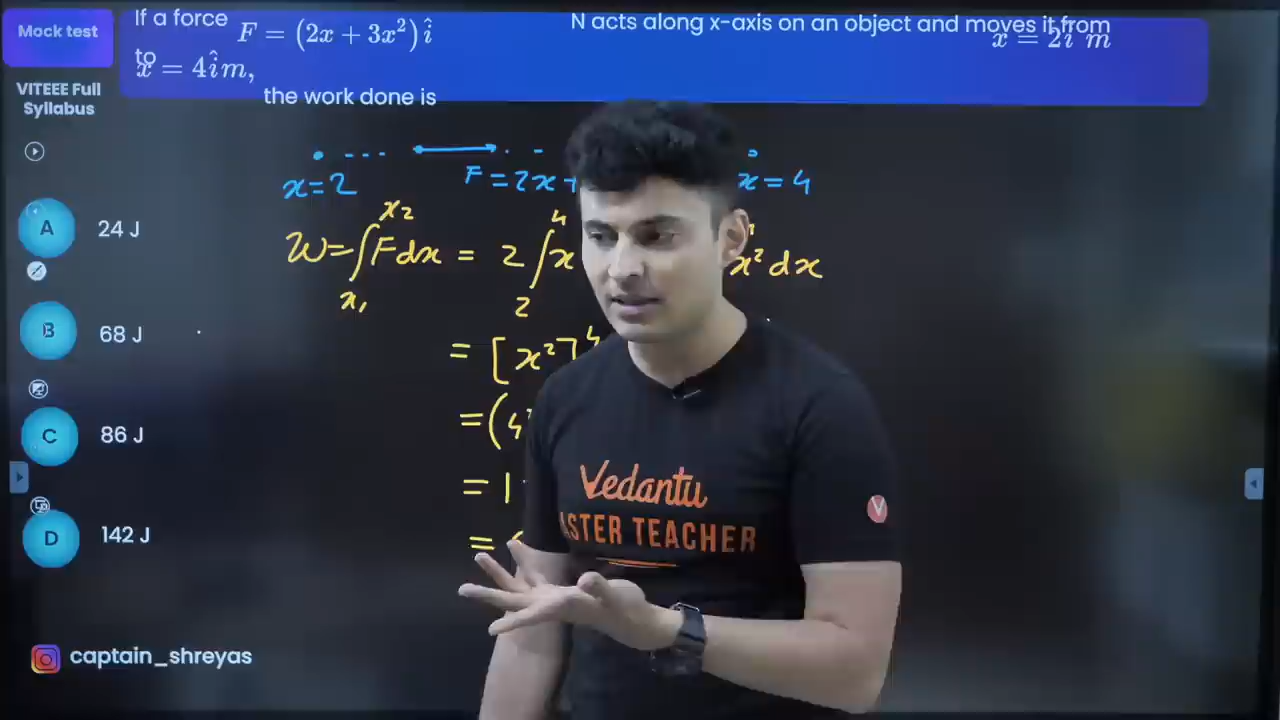 Mock test
VITEEE Full
Syllabus
If a force F = (2x + 3x²) î N acts along x-axis on an object and moves it from x = 2î m
to x = 4î m,
the work done is
A 24 J
B 68 J
C 86 J
D 142 J
x=2 F=2x+ x=4
W=∫Fdx = 2∫x x² dx
x₂ x₁ 4 2
= [x²]⁴
=(4
= 1
=
Vedantu
ASTER TEACHER
V
captain_shreyas